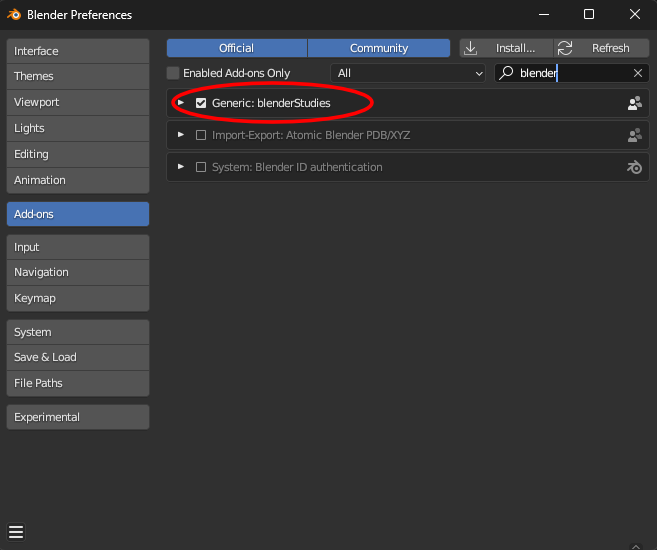 Blender Preferences
Interface
Themes
Viewport
Lights
Editing
Animation
Add-ons
Input
Navigation
Keymap
System
Save & Load
File Paths
Experimental
Official
Community
Install...
Refresh
Enabled Add-ons Only
All
blender
Generic: blenderStudies
Import-Export: Atomic Blender PDB/XYZ
System: Blender ID authentication